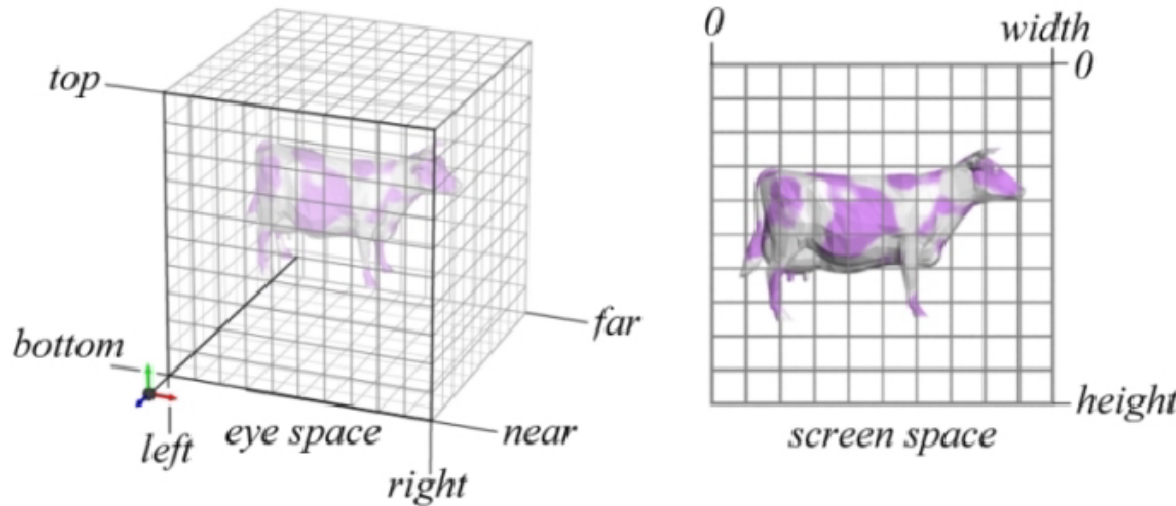 top
bottom
left
eye space
near
right
far
0
width
0
height
screen space